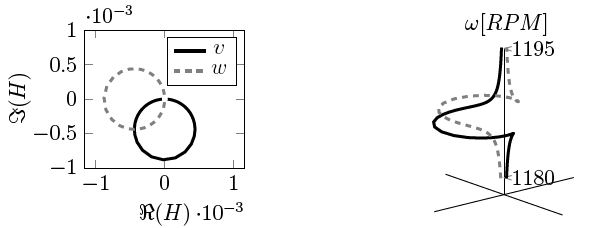 ·10⁻³
1
0.5
0
−0.5
−1
ℑ(H)
v
w
−1 0 1
ℜ(H) ·10⁻³
ω[RPM]
1195
1180